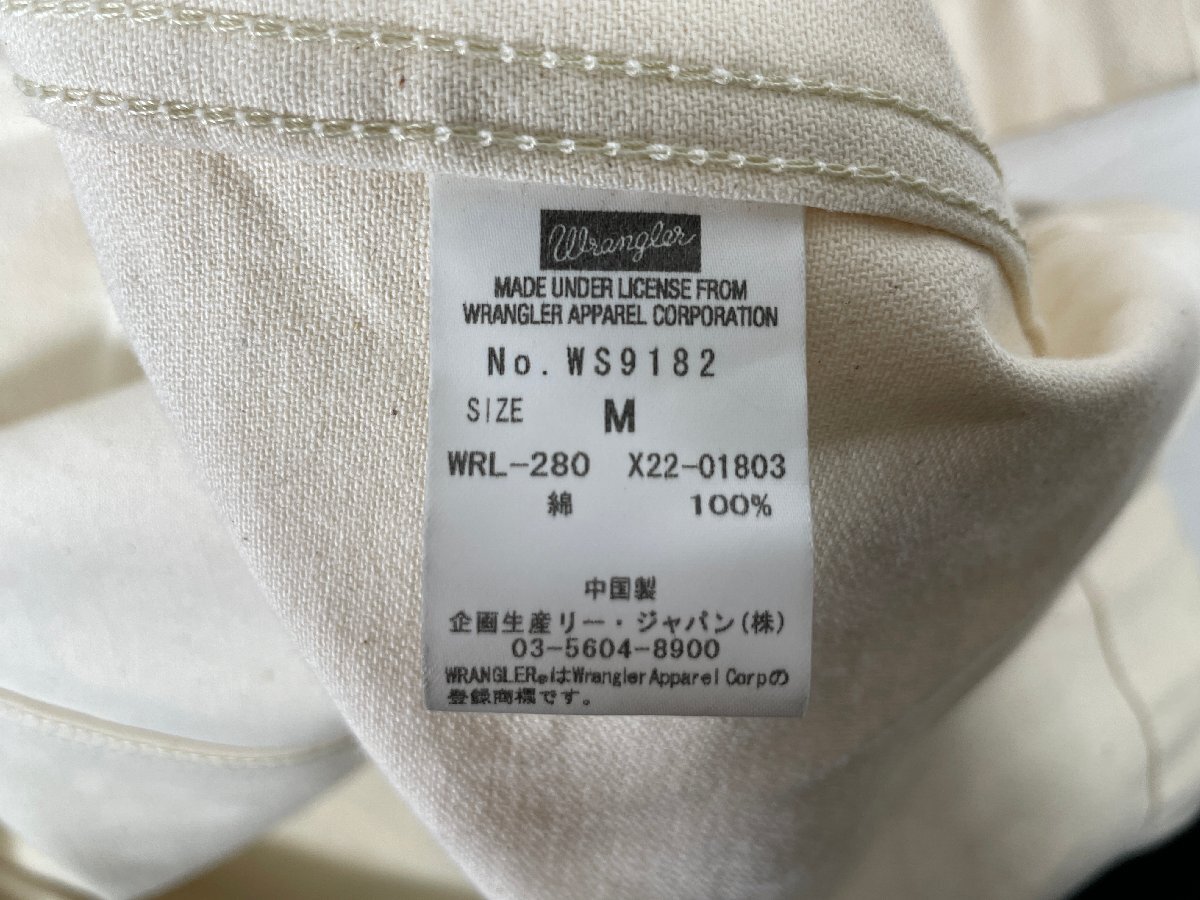 Wrangler
MADE UNDER LICENSE FROM
WRANGLER APPAREL CORPORATION
No. WS9182
SIZE M
WRL-280 X22-01803
綿 100%
中国製
企画生産リー・ジャパン(株)
03-5604-8900
WRANGLER®はWrangler Apparel Corpの
登録商標です。